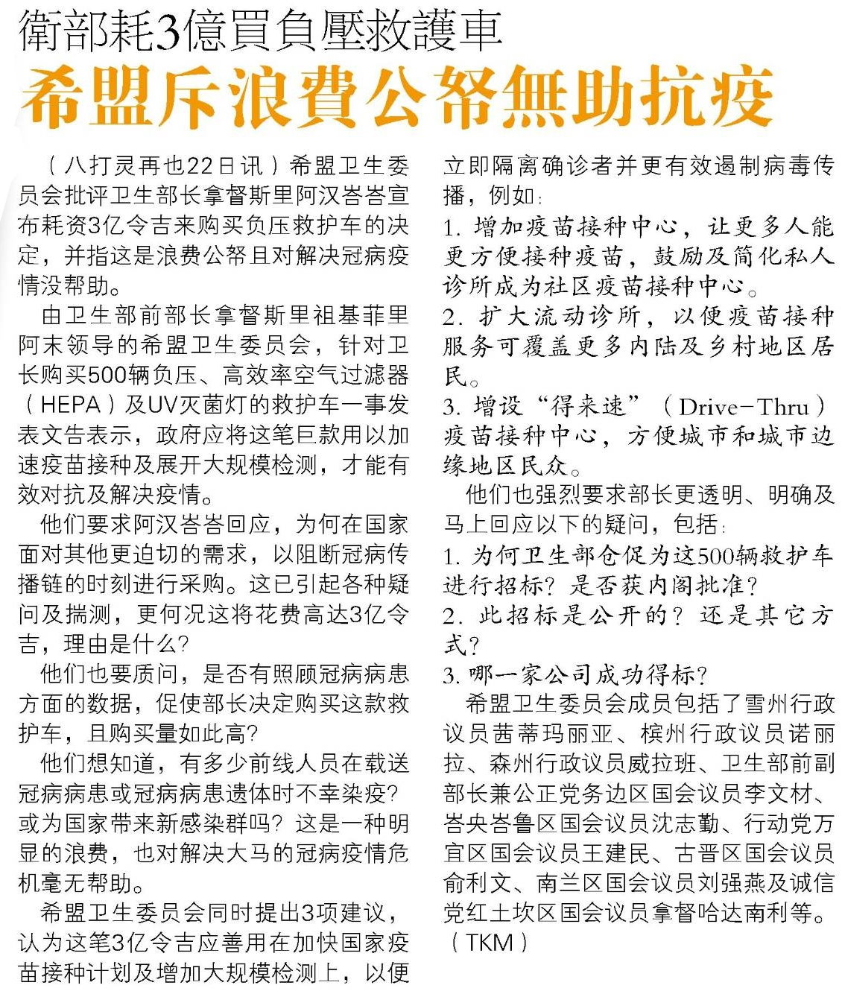 衛部耗3億買負壓救護車
希盟斥浪費公帑無助抗疫
（八打灵再也22日讯）希盟卫生委
员会批评卫生部长拿督斯里阿汉峇峇宣
布耗资3亿令吉来购买负压救护车的决
定，并指这是浪费公帑且对解决冠病疫
情没帮助。
由卫生部前部长拿督斯里祖基菲里
阿末领导的希盟卫生委员会，针对卫
长购买500辆负压、高效率空气过滤器
（HEPA）及UV灭菌灯的救护车一事发
表文告表示，政府应将这笔巨款用以加
速疫苗接种及展开大规模检测，才能有
效对抗及解决疫情。
他们要求阿汉峇峇回应，为何在国家
面对其他更迫切的需求，以阻断冠病传
播链的时刻进行采购。这已引起各种疑
问及揣测，更何况这将花费高达3亿令
吉，理由是什么？
他们也要质问，是否有照顾冠病病患
方面的数据，促使部长决定购买这款救
护车，且购买量如此高？
他们想知道，有多少前线人员在载送
冠病病患或冠病病患遗体时不幸染疫？
或为国家带来新感染群吗？这是一种明
显的浪费，也对解决大马的冠病疫情危
机毫无帮助。
希盟卫生委员会同时提出3项建议，
认为这笔3亿令吉应善用在加快国家疫
苗接种计划及增加大规模检测上，以便
立即隔离确诊者并更有效遏制病毒传
播，例如：
1. 增加疫苗接种中心，让更多人能
更方便接种疫苗，鼓励及简化私人
诊所成为社区疫苗接种中心。
2. 扩大流动诊所，以便疫苗接种
服务可覆盖更多内陆及乡村地区居
民。
3. 增设“得来速”（Drive-Thru）
疫苗接种中心，方便城市和城市边
缘地区民众。
他们也强烈要求部长更透明、明确及
马上回应以下的疑问，包括：
1. 为何卫生部仓促为这500辆救护车
进行招标？是否获内阁批准？
2. 此招标是公开的？还是其它方
式？
3. 哪一家公司成功得标？
希盟卫生委员会成员包括了雪州行政
议员茜蒂玛丽亚、槟州行政议员诺丽
拉、森州行政议员威拉班、卫生部前副
部长兼公正党务边区国会议员李文材、
峇央峇鲁区国会议员沈志勤、行动党万
宜区国会议员王建民、古晋区国会议员
俞利文、南兰区国会议员刘强燕及诚信
党红土坎区国会议员拿督哈达南利等。
（TKM）